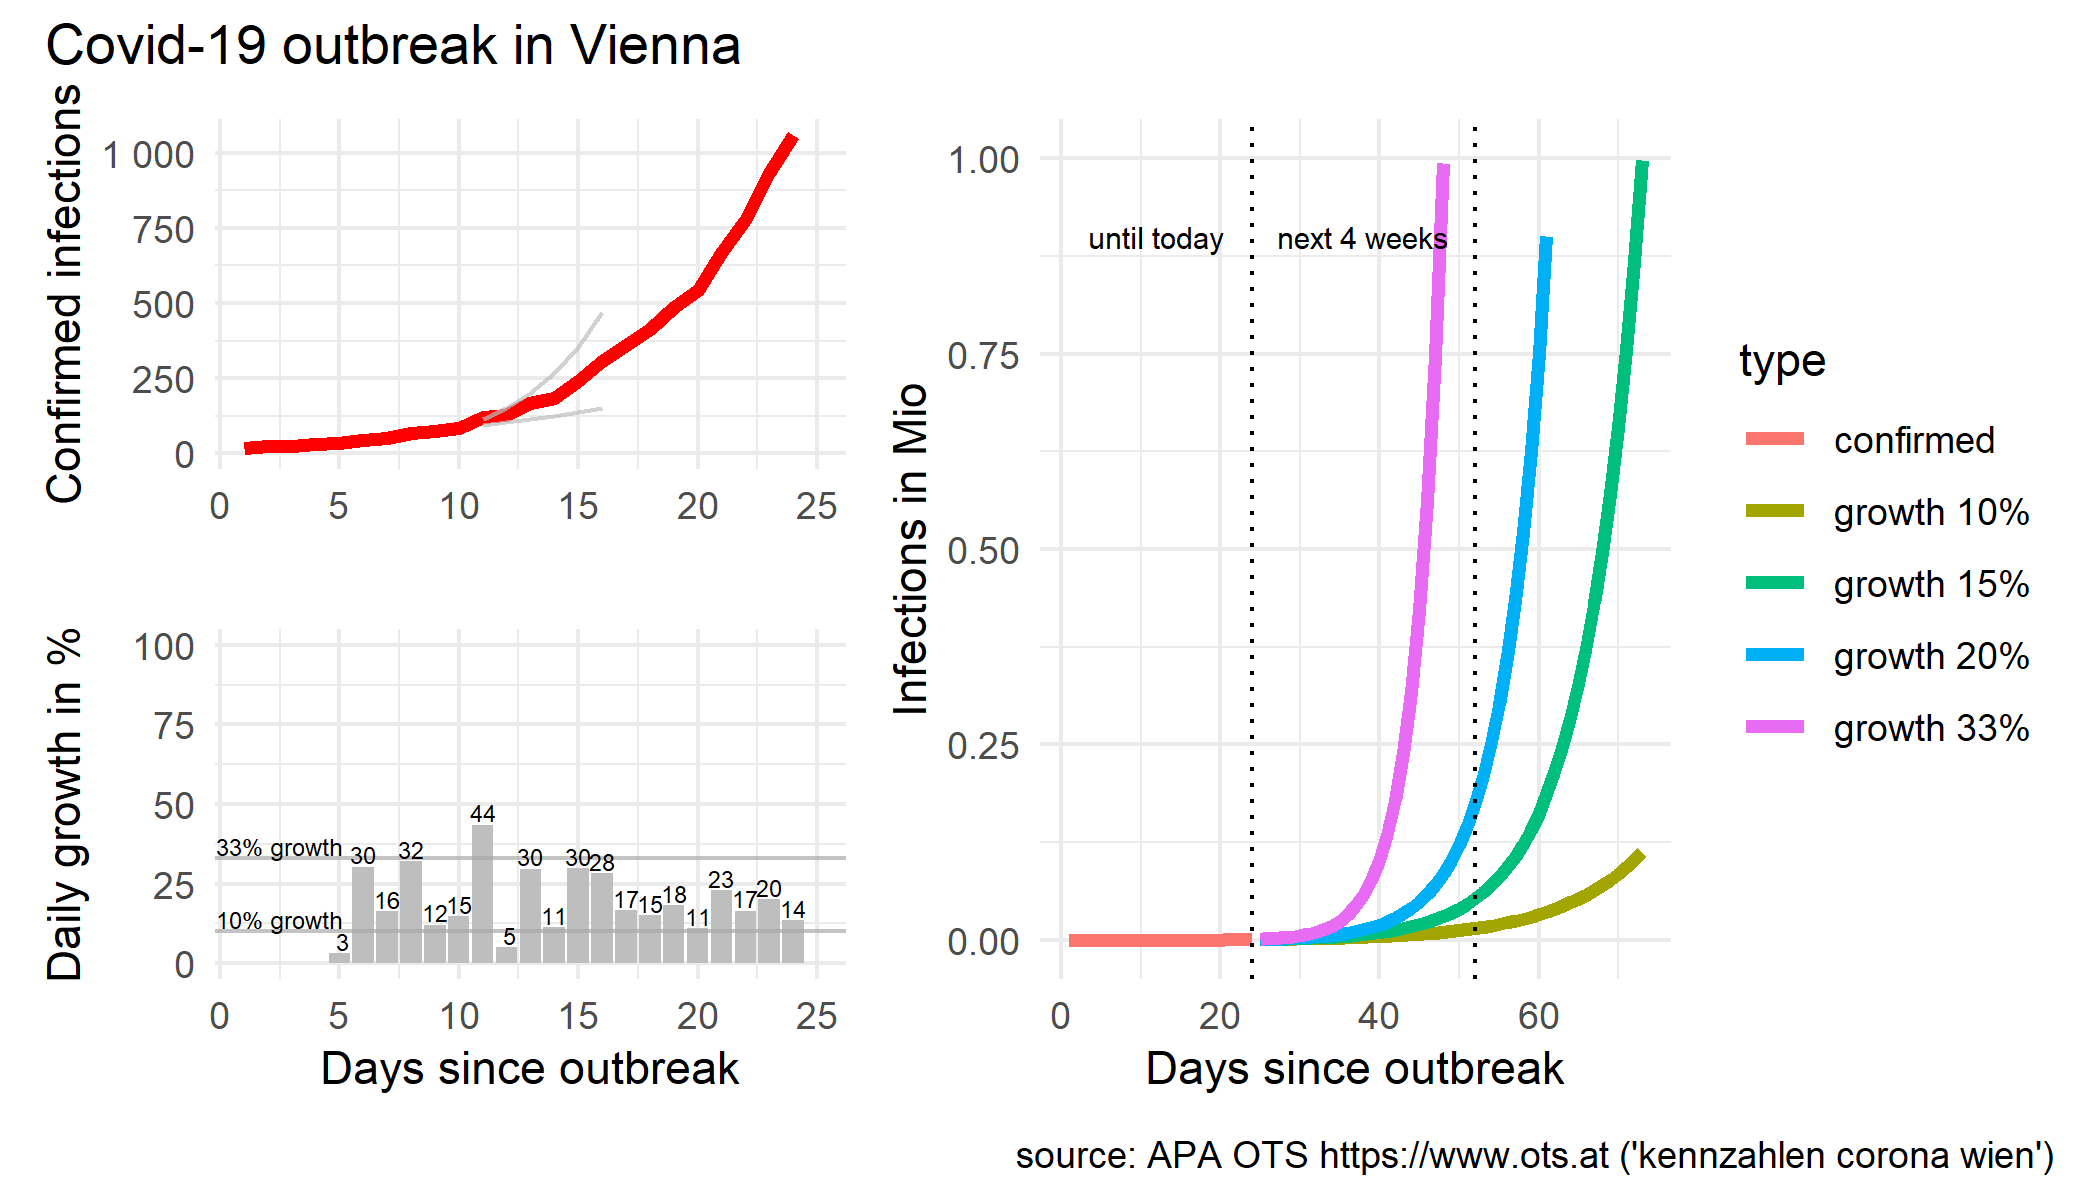 Covid-19 outbreak in Vienna
Confirmed infections
1 000
750
500
250
0
0 5 10 15 20 25
Daily growth in %
100
75
50
25
0
33% growth
10% growth
3 30 16 32 12 15 44 5 30 11 30 28 17 15 18 11 23 17 20 14
0 5 10 15 20 25
Days since outbreak
Infections in Mio
1.00
0.75
0.50
0.25
0.00
until today
next 4 weeks
0 20 40 60
Days since outbreak
type
confirmed
growth 10%
growth 15%
growth 20%
growth 33%
source: APA OTS https://www.ots.at ('kennzahlen corona wien')